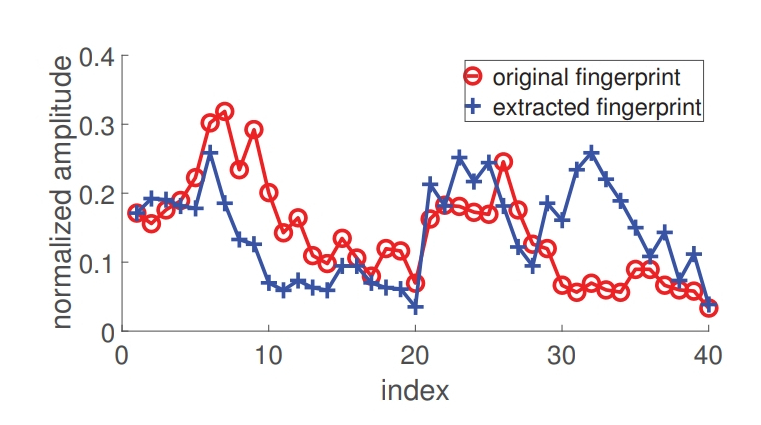 0.4
0.3
0.2
0.1
0
normalized amplitude
original fingerprint
extracted fingerprint
0 10 20 30 40
index